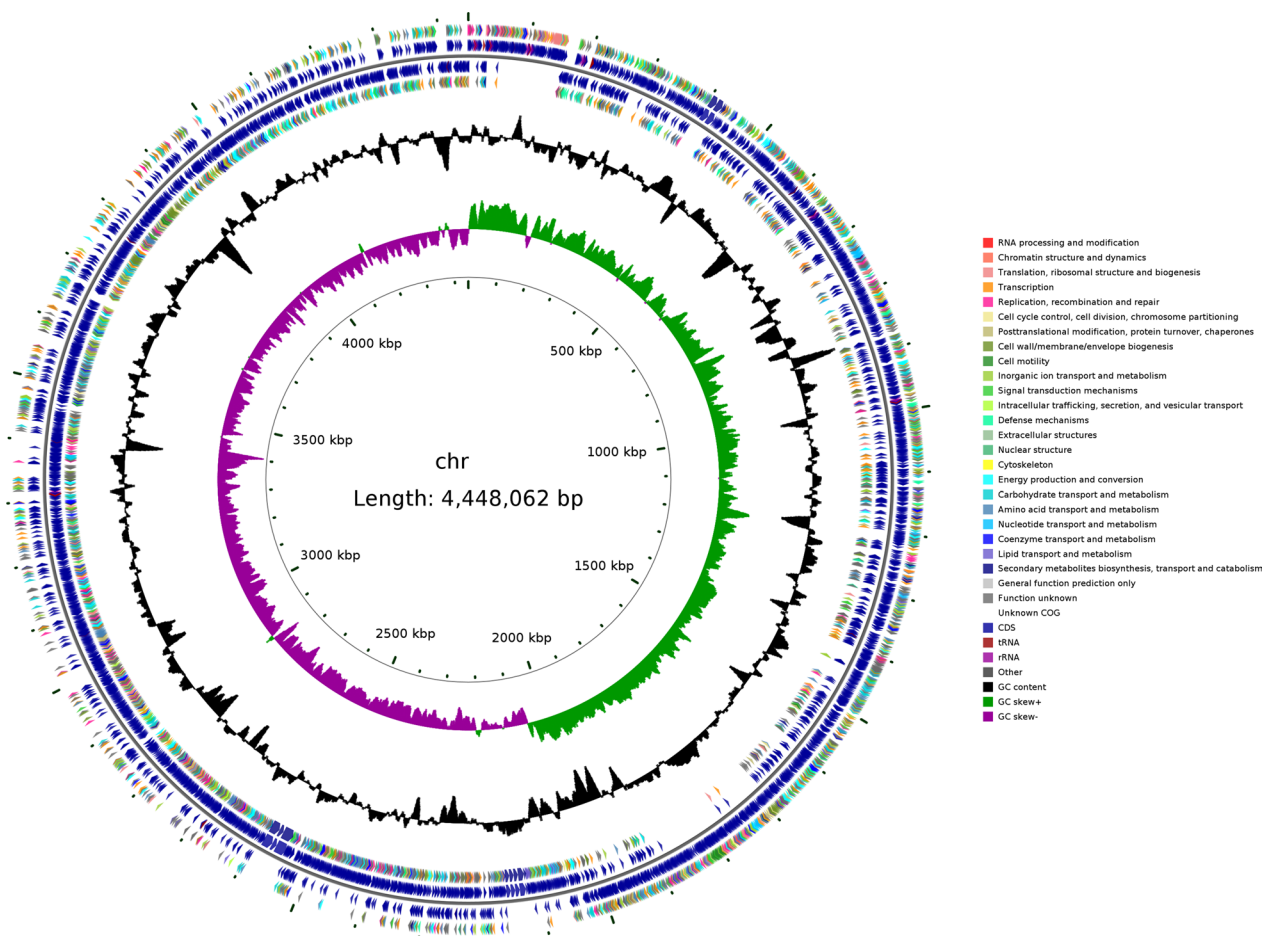 4000 kbp
500 kbp
3500 kbp
1000 kbp
chr
Length: 4,448,062 bp
3000 kbp
1500 kbp
2500 kbp
2000 kbp
RNA processing and modification
Chromatin structure and dynamics
Translation, ribosomal structure and biogenesis
Transcription
Replication, recombination and repair
Cell cycle control, cell division, chromosome partitioning
Posttranslational modification, protein turnover, chaperones
Cell wall/membrane/envelope biogenesis
Cell motility
Inorganic ion transport and metabolism
Signal transduction mechanisms
Intracellular trafficking, secretion, and vesicular transport
Defense mechanisms
Extracellular structures
Nuclear structure
Cytoskeleton
Energy production and conversion
Carbohydrate transport and metabolism
Amino acid transport and metabolism
Nucleotide transport and metabolism
Coenzyme transport and metabolism
Lipid transport and metabolism
Secondary metabolites biosynthesis, transport and catabolism
General function prediction only
Function unknown
Unknown COG
CDS
tRNA
rRNA
Other
GC content
GC skew+
GC skew-